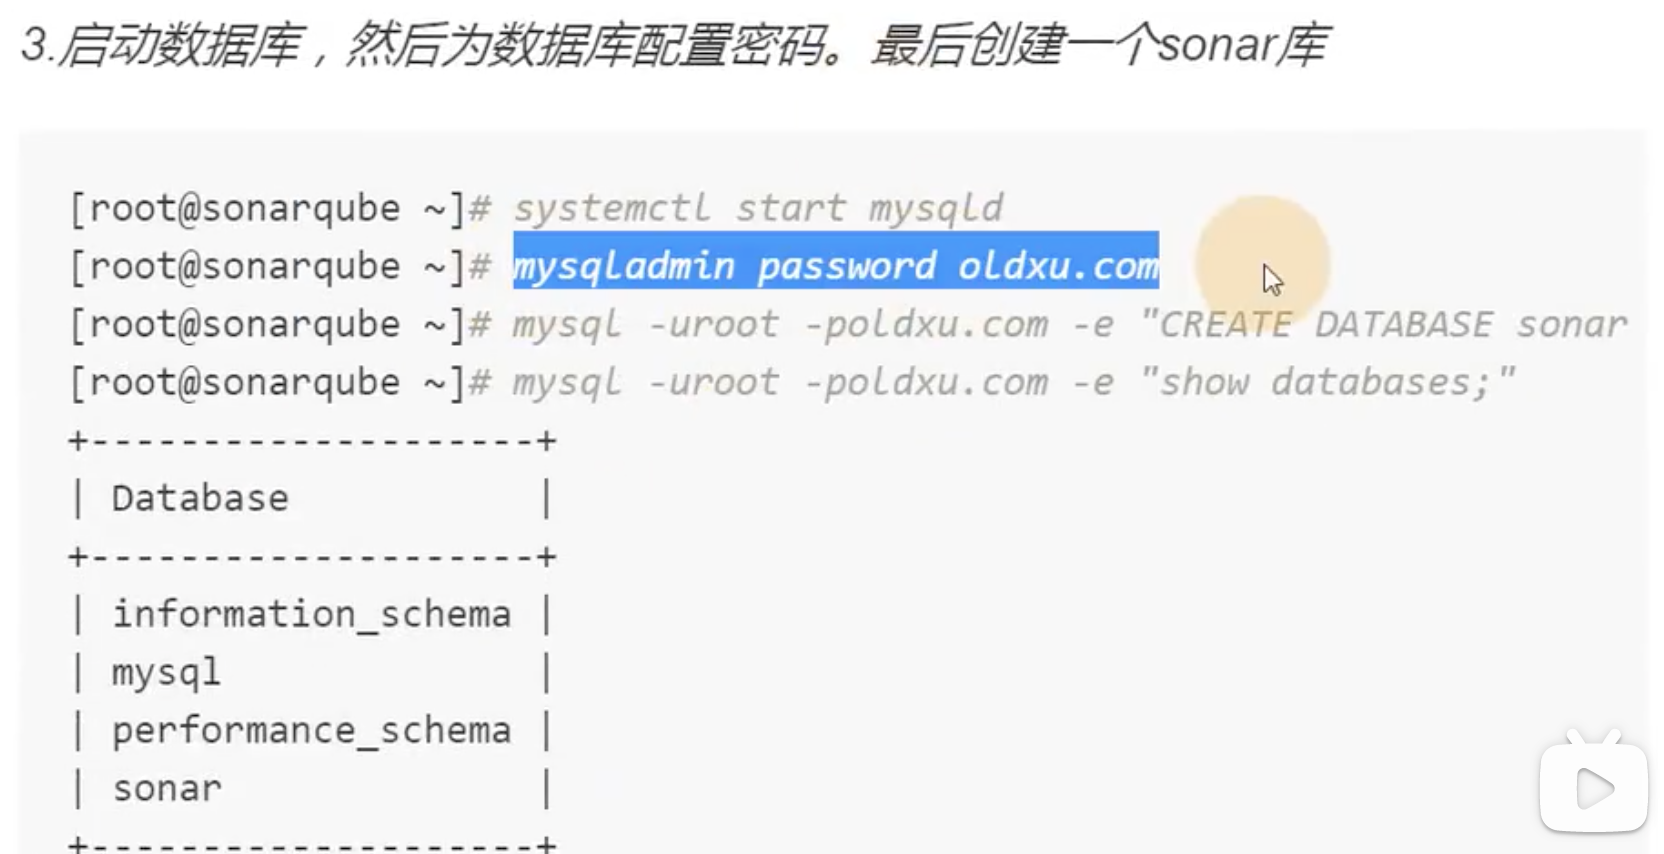 3.启动数据库，然后为数据库配置密码。最后创建一个sonar库
[root@sonarqube ~]# systemctl start mysqld
[root@sonarqube ~]# mysqladmin password oldxu.com
[root@sonarqube ~]# mysql -uroot -poldxu.com -e "CREATE DATABASE sonar
[root@sonarqube ~]# mysql -uroot -poldxu.com -e "show databases;"
+--------------------+
| Database           |
+--------------------+
| information_schema |
| mysql              |
| performance_schema |
| sonar              |
+--------------------+